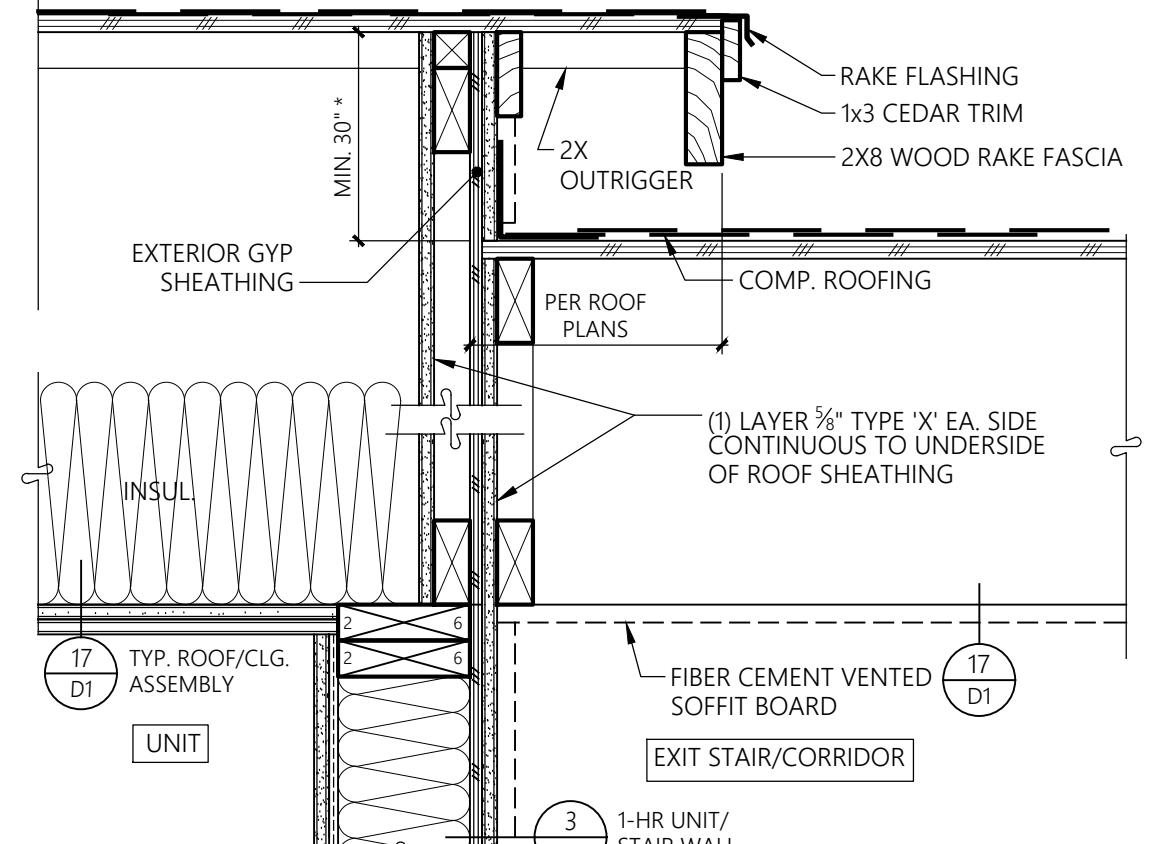 RAKE FLASHING
1x3 CEDAR TRIM
2X8 WOOD RAKE FASCIA
2X
OUTRIGGER
MIN. 30" *
EXTERIOR GYP
SHEATHING
COMP. ROOFING
PER ROOF
PLANS
(1) LAYER ⅝" TYPE 'X' EA. SIDE
CONTINUOUS TO UNDERSIDE
OF ROOF SHEATHING
INSUL.
2 6
2 6
17
D1
TYP. ROOF/CLG.
ASSEMBLY
UNIT
FIBER CEMENT VENTED
SOFFIT BOARD
17
D1
EXIT STAIR/CORRIDOR
3
1-HR UNIT/
STAIR WALL